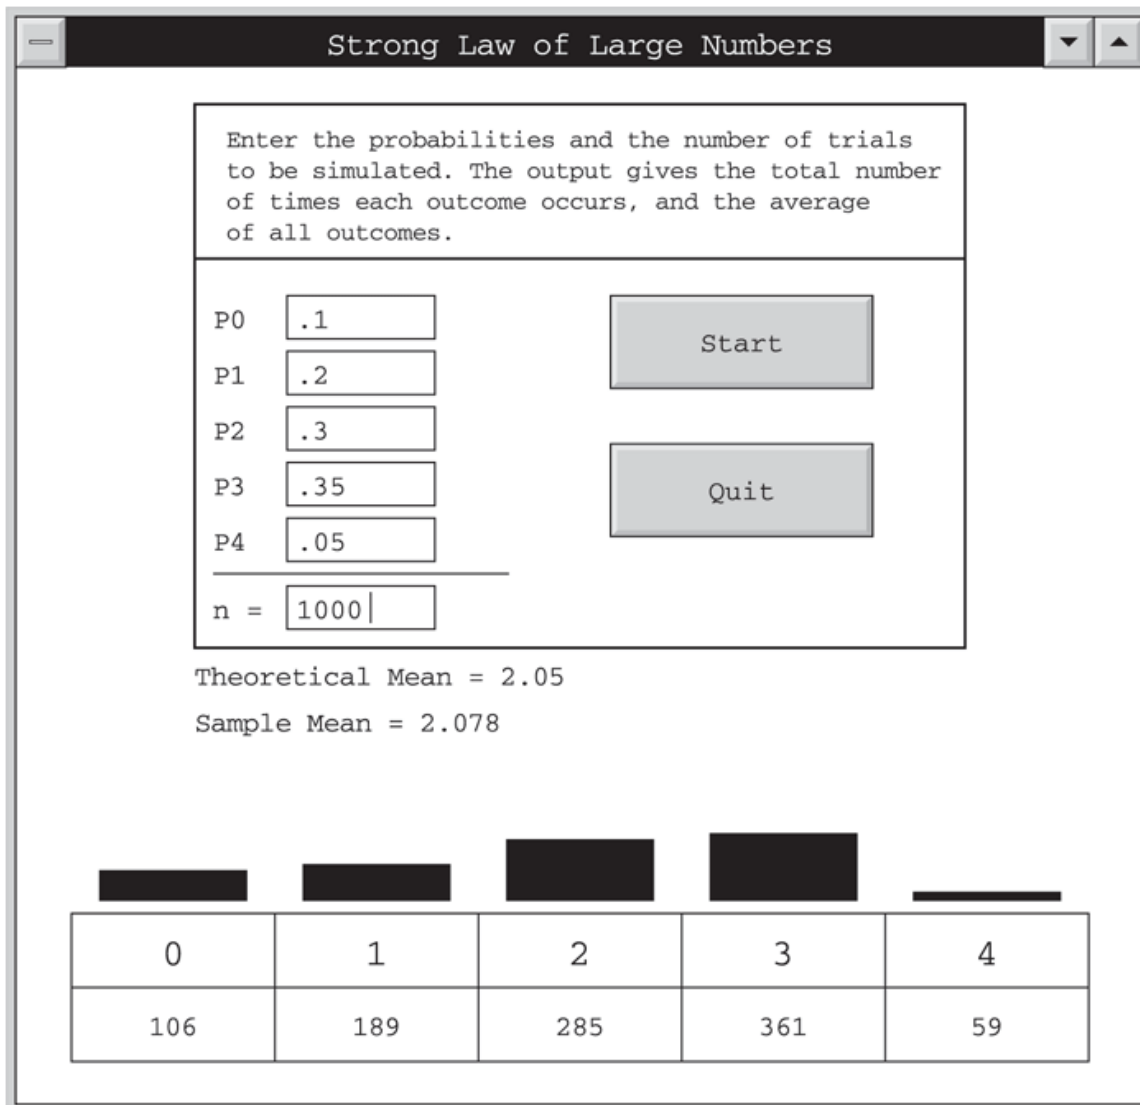 Strong Law of Large Numbers
Enter the probabilities and the number of trials
to be simulated. The output gives the total number
of times each outcome occurs, and the average
of all outcomes.
P0 .1
Start
P1 .2
P2 .3
P3 .35
Quit
P4 .05
n = 1000
Theoretical Mean = 2.05
Sample Mean = 2.078
0 1 2 3 4
106 189 285 361 59